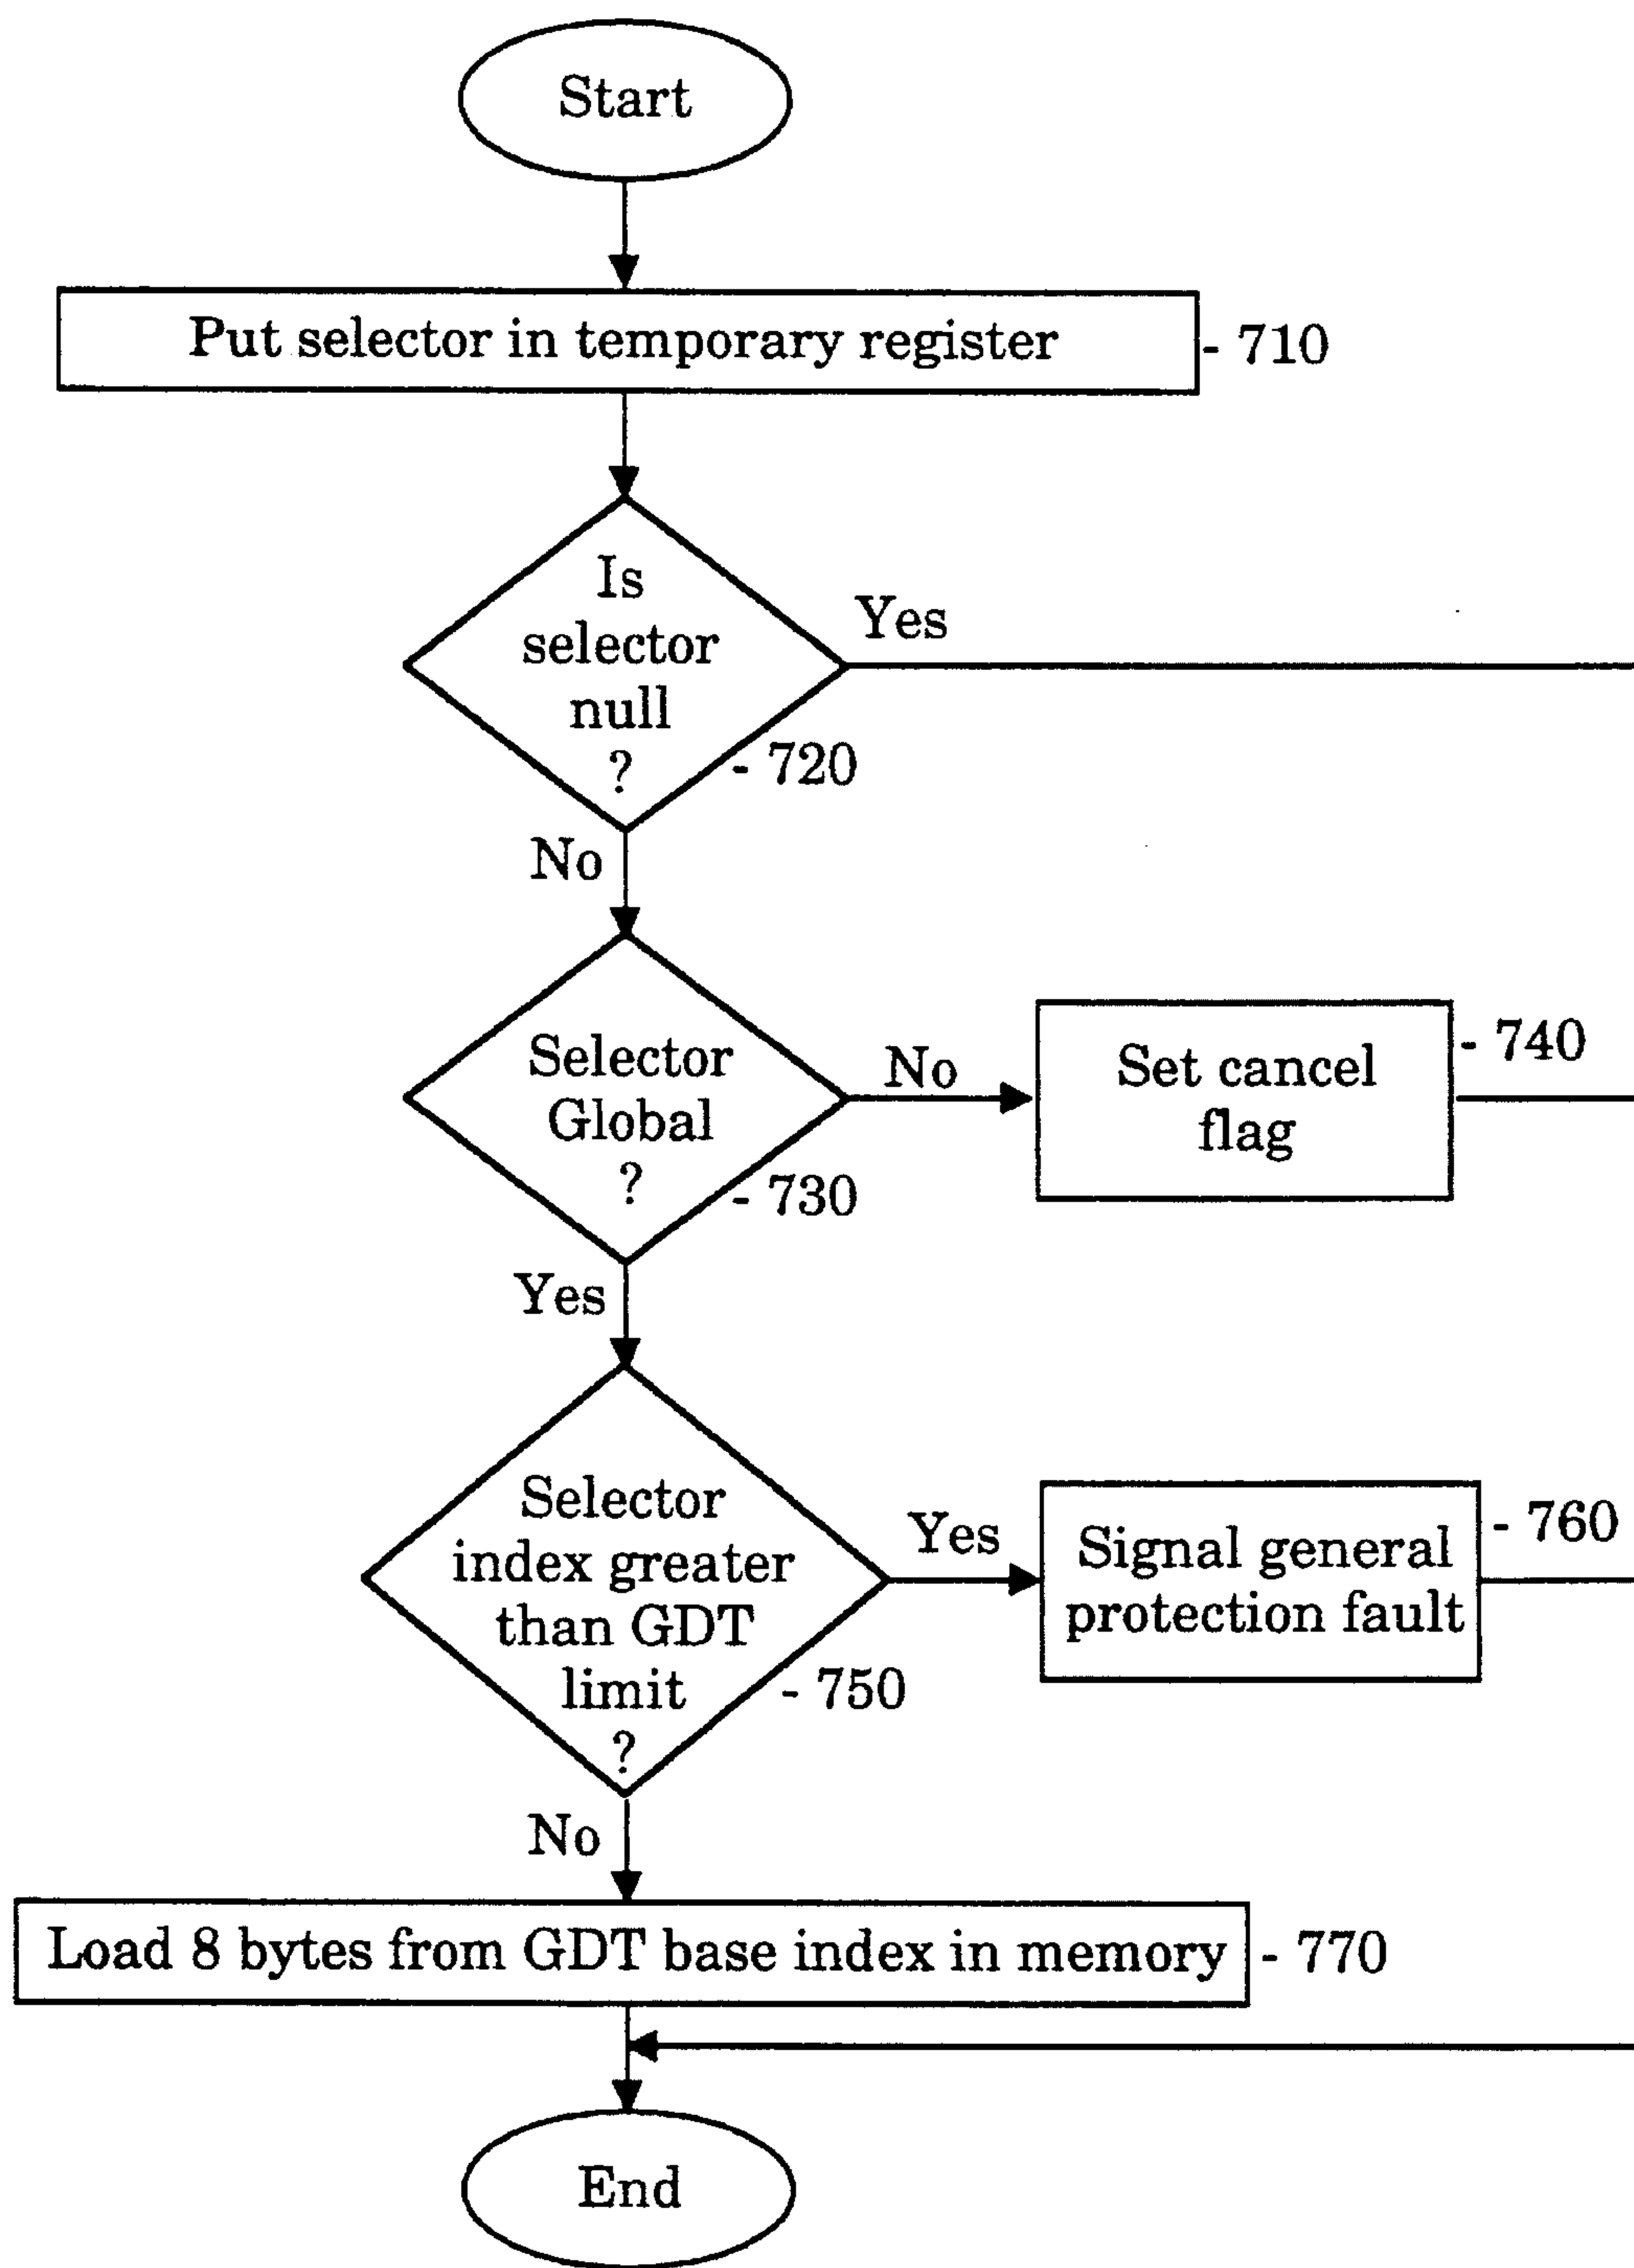 Start
Put selector in temporary register
- 710
Is
selector
null
?
Yes
- 720
No
Selector
Global
?
No
- 730
Set cancel
flag
- 740
Yes
Selector
index greater
than GDT
limit
?
Yes
- 750
Signal general
protection fault
- 760
No
Load 8 bytes from GDT base index in memory
- 770
End